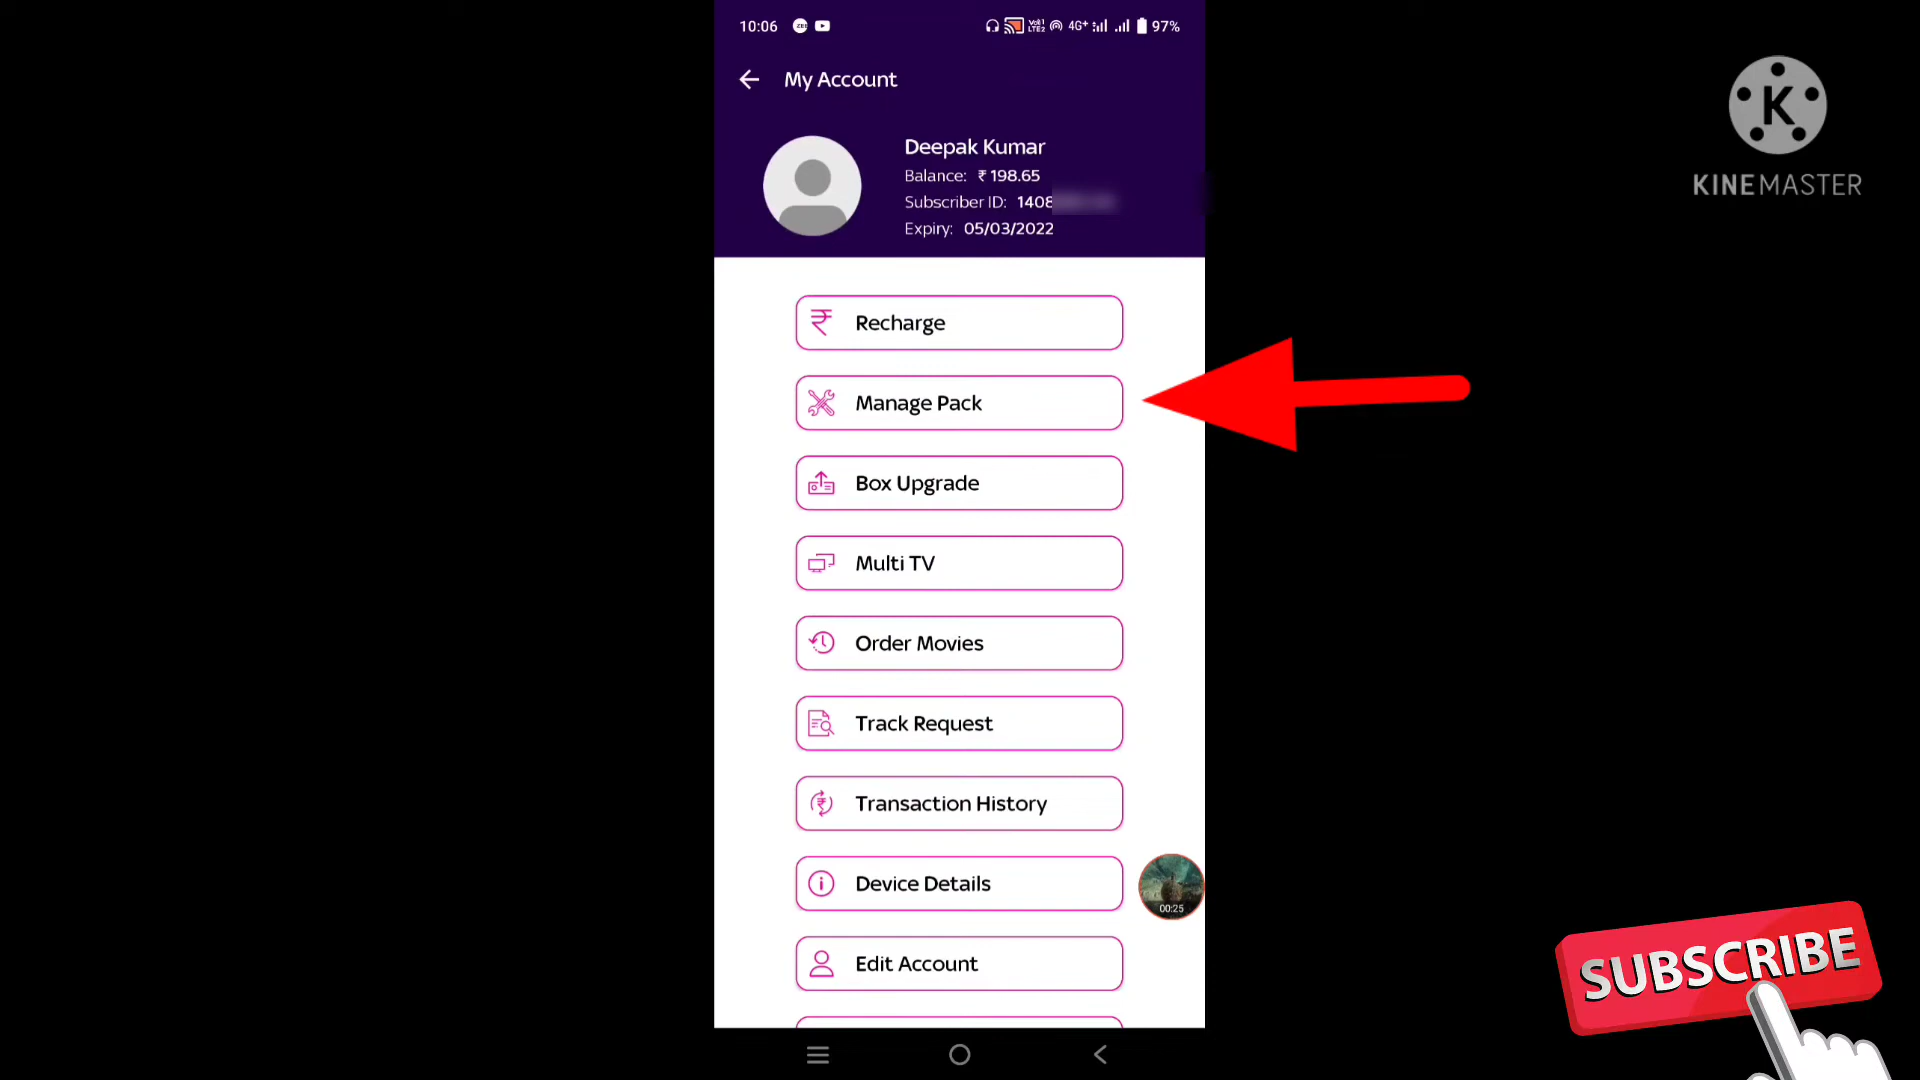 10:06
4G+ 97%
My Account
Deepak Kumar
Balance: ₹ 198.65
Subscriber ID: 1408
Expiry: 05/03/2022
Recharge
Manage Pack
Box Upgrade
Multi TV
Order Movies
Track Request
Transaction History
Device Details
00:25
Edit Account
K
KINEMASTER
SUBSCRIBE